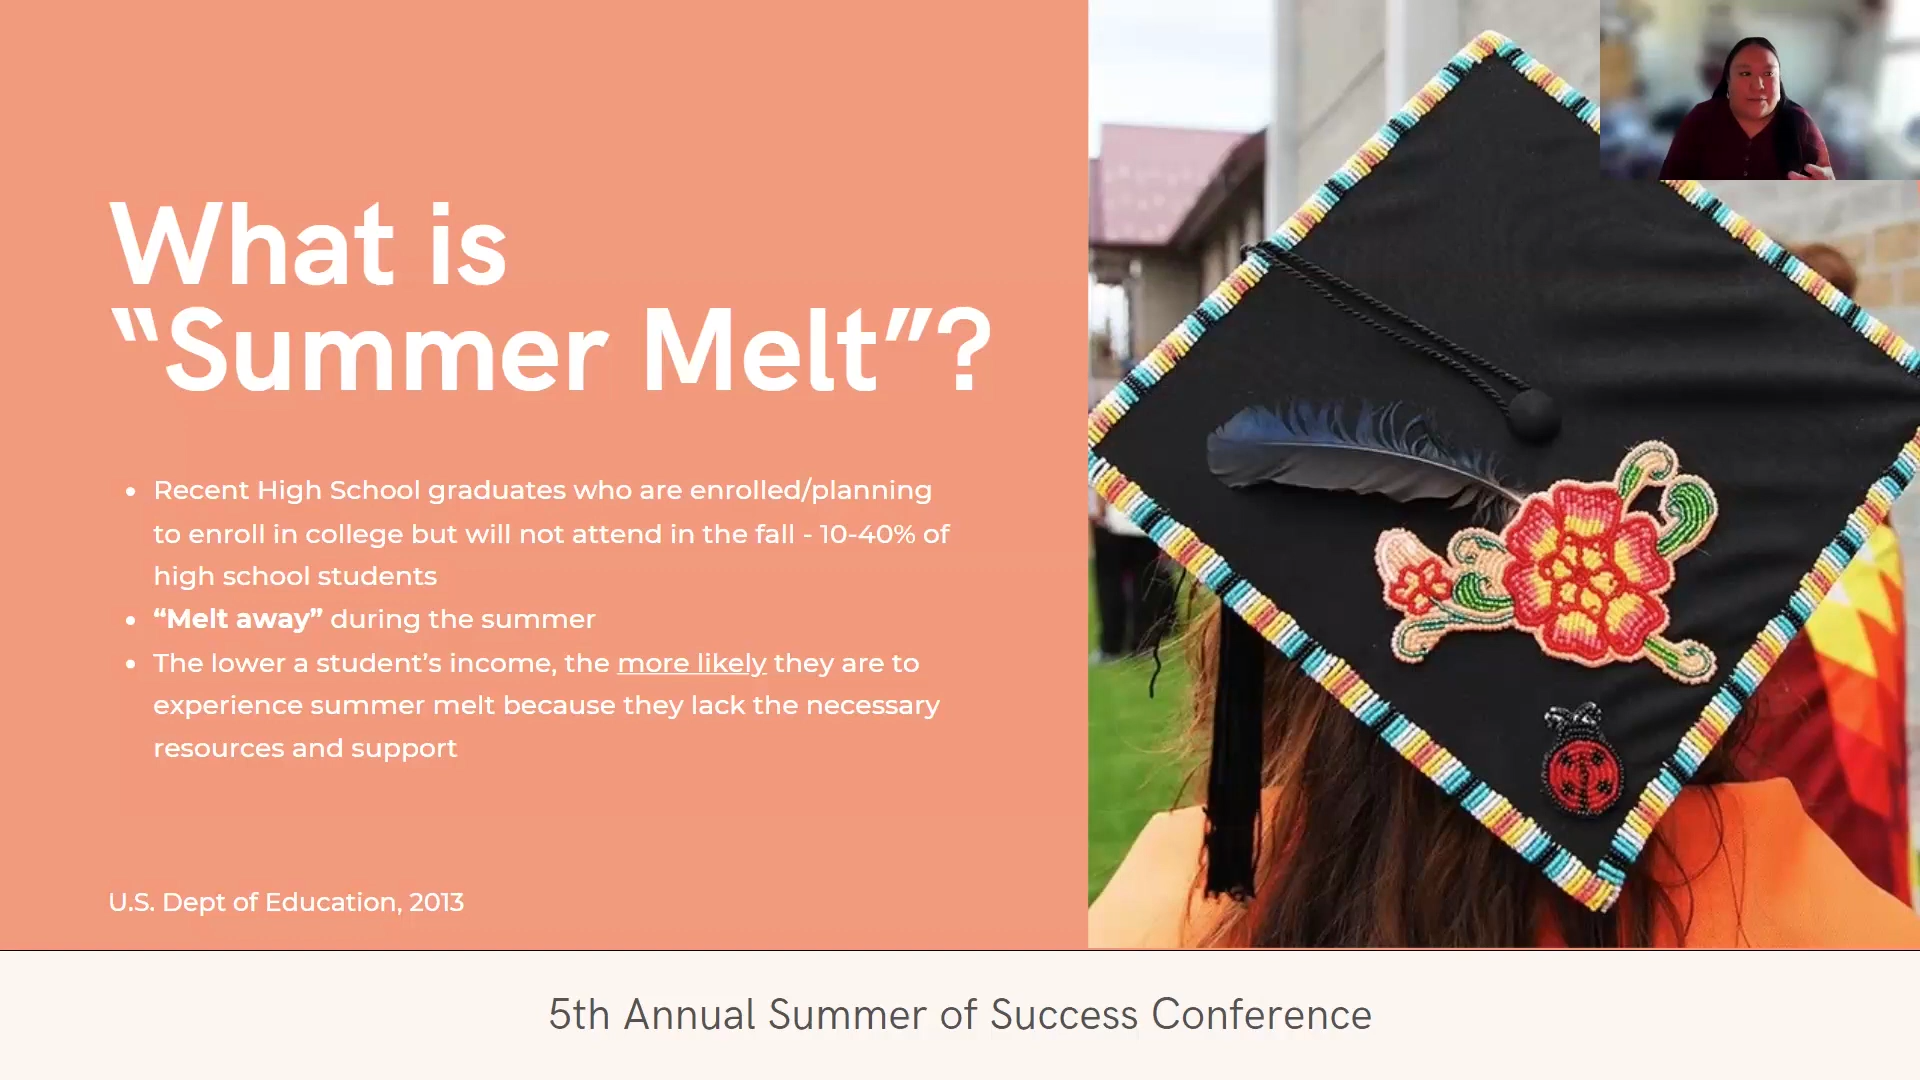 What is
“Summer Melt”?
• Recent High School graduates who are enrolled/planning
to enroll in college but will not attend in the fall - 10-40% of
high school students
• “Melt away” during the summer
• The lower a student’s income, the more likely they are to
experience summer melt because they lack the necessary
resources and support
U.S. Dept of Education, 2013
5th Annual Summer of Success Conference